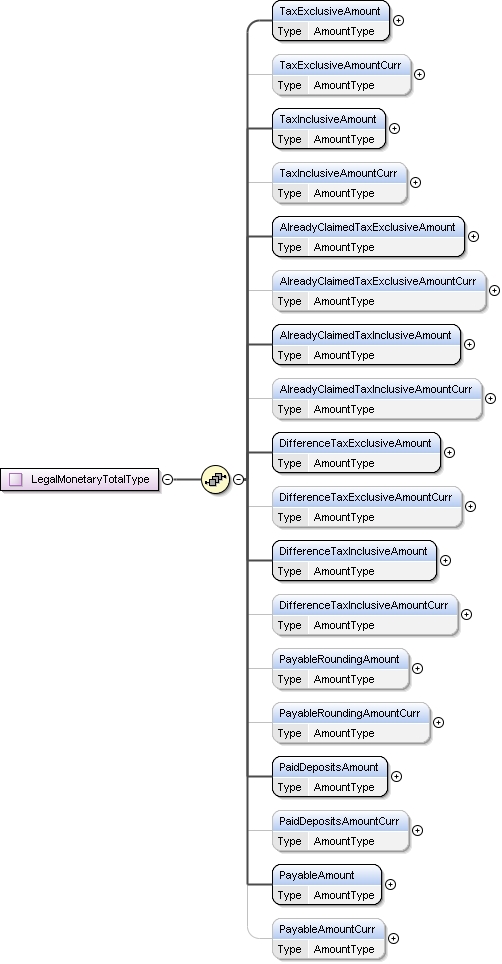 TaxExclusiveAmount
Type AmountType
TaxExclusiveAmountCurr
Type AmountType
TaxInclusiveAmount
Type AmountType
TaxInclusiveAmountCurr
Type AmountType
AlreadyClaimedTaxExclusiveAmount
Type AmountType
AlreadyClaimedTaxExclusiveAmountCurr
Type AmountType
AlreadyClaimedTaxInclusiveAmount
Type AmountType
AlreadyClaimedTaxInclusiveAmountCurr
Type AmountType
DifferenceTaxExclusiveAmount
Type AmountType
LegalMonetaryTotalType
DifferenceTaxExclusiveAmountCurr
Type AmountType
DifferenceTaxInclusiveAmount
Type AmountType
DifferenceTaxInclusiveAmountCurr
Type AmountType
PayableRoundingAmount
Type AmountType
PayableRoundingAmountCurr
Type AmountType
PaidDepositsAmount
Type AmountType
PaidDepositsAmountCurr
Type AmountType
PayableAmount
Type AmountType
PayableAmountCurr
Type AmountType